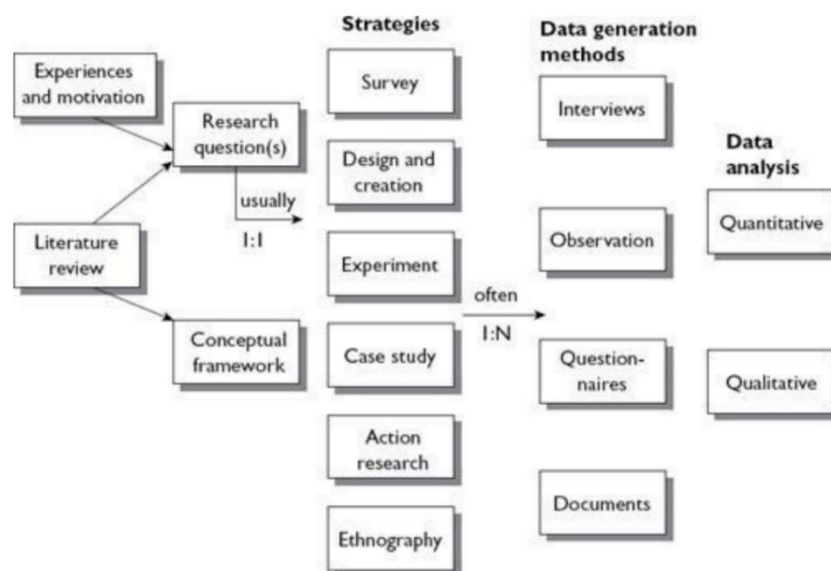 Strategies
Data generation
methods
Data
analysis
Experiences
and motivation
Research
question(s)
usually
1:1
Literature
review
Conceptual
framework
Survey
Design and
creation
Experiment
Case study
Action
research
Ethnography
often
1:N
Interviews
Observation
Question-
naires
Documents
Quantitative
Qualitative